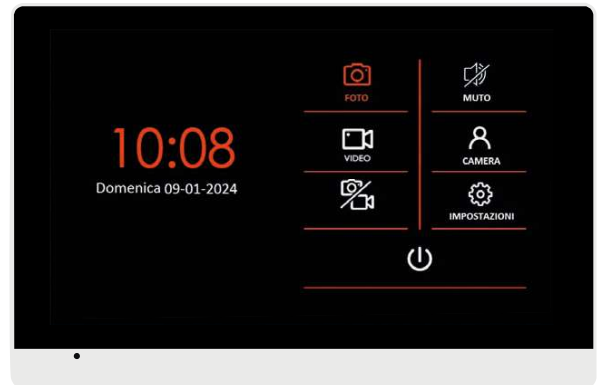 10:08
Domenica 09-01-2024
FOTO
MUTO
VIDEO
CAMERA
IMPOSTAZIONI